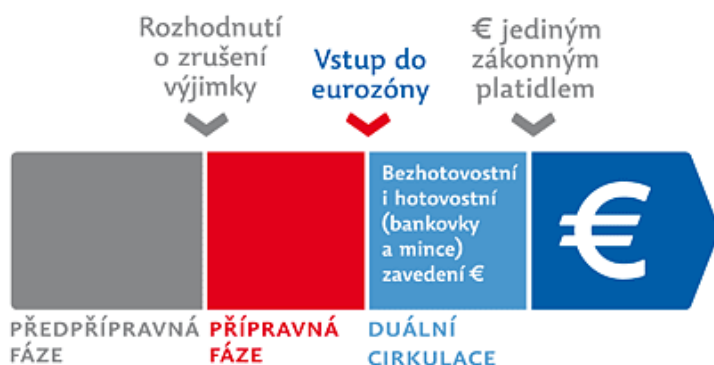 Rozhodnutí
o zrušení
výjimky
Vstup do
eurozóny
€ jediným
zákonným
platidlem
Bezhotovostní
i hotovostní
(bankovky
a mince)
zavedení €
€
PŘEDPŘÍPRAVNÁ
FÁZE
PŘÍPRAVNÁ
FÁZE
DUÁLNÍ
CIRKULACE